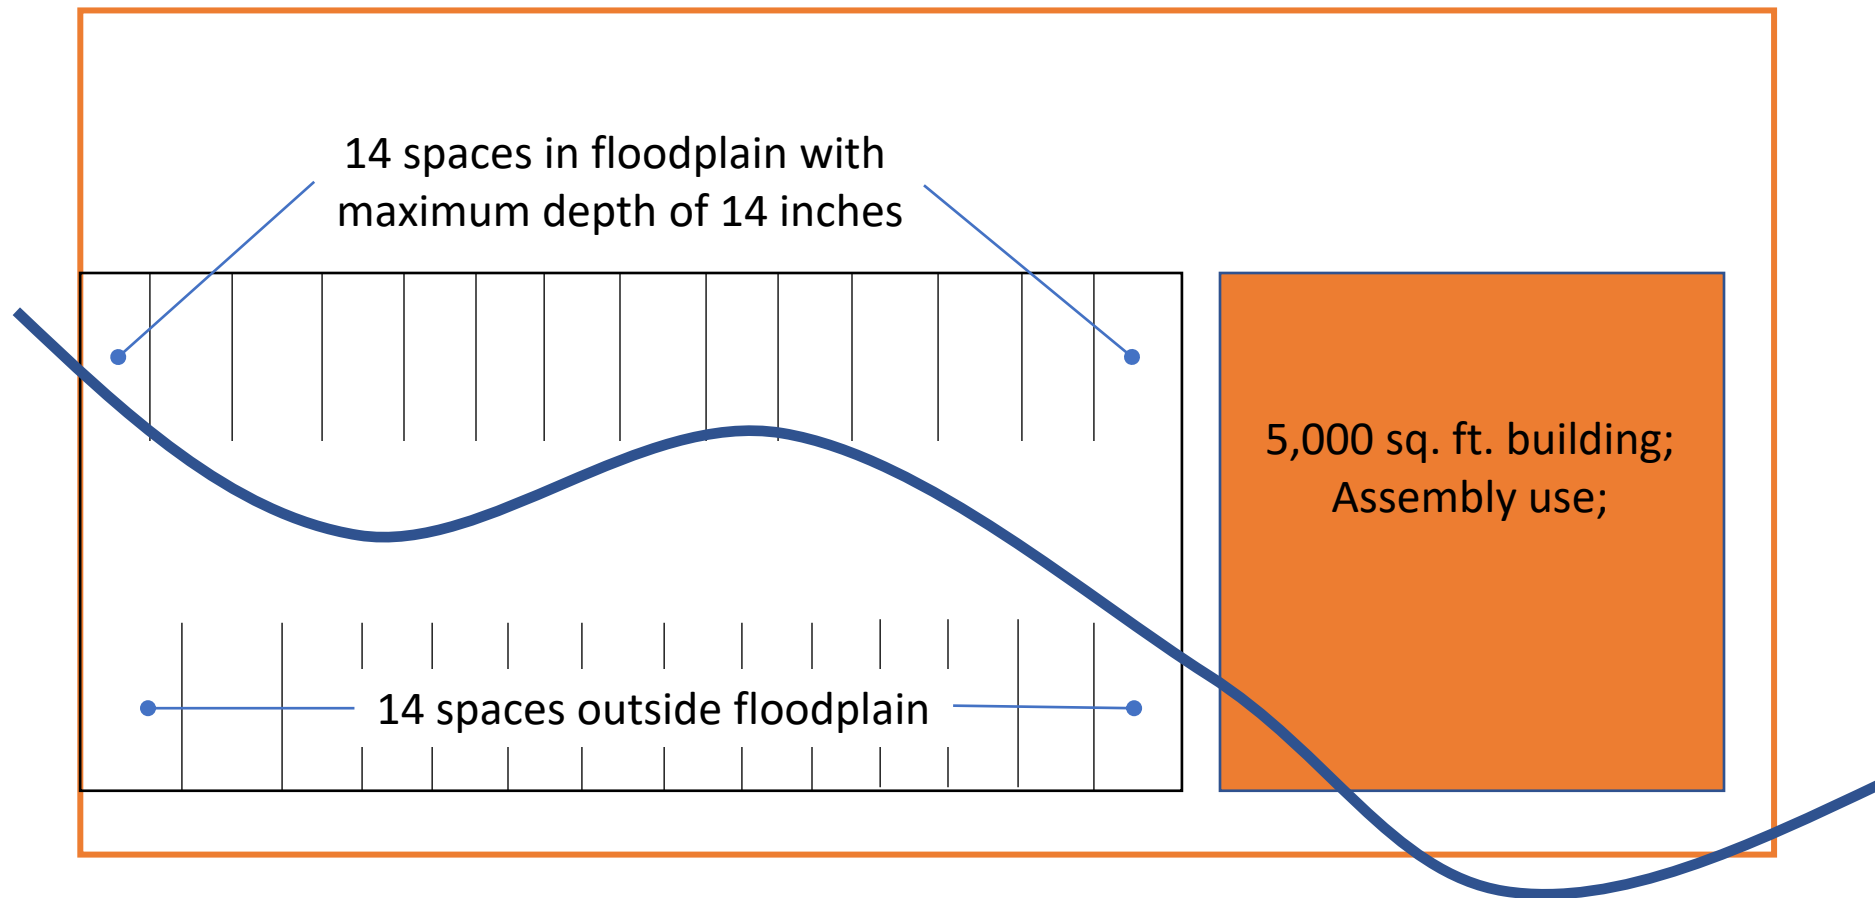 14 spaces in floodplain with
maximum depth of 14 inches
5,000 sq. ft. building;
Assembly use;
14 spaces outside floodplain